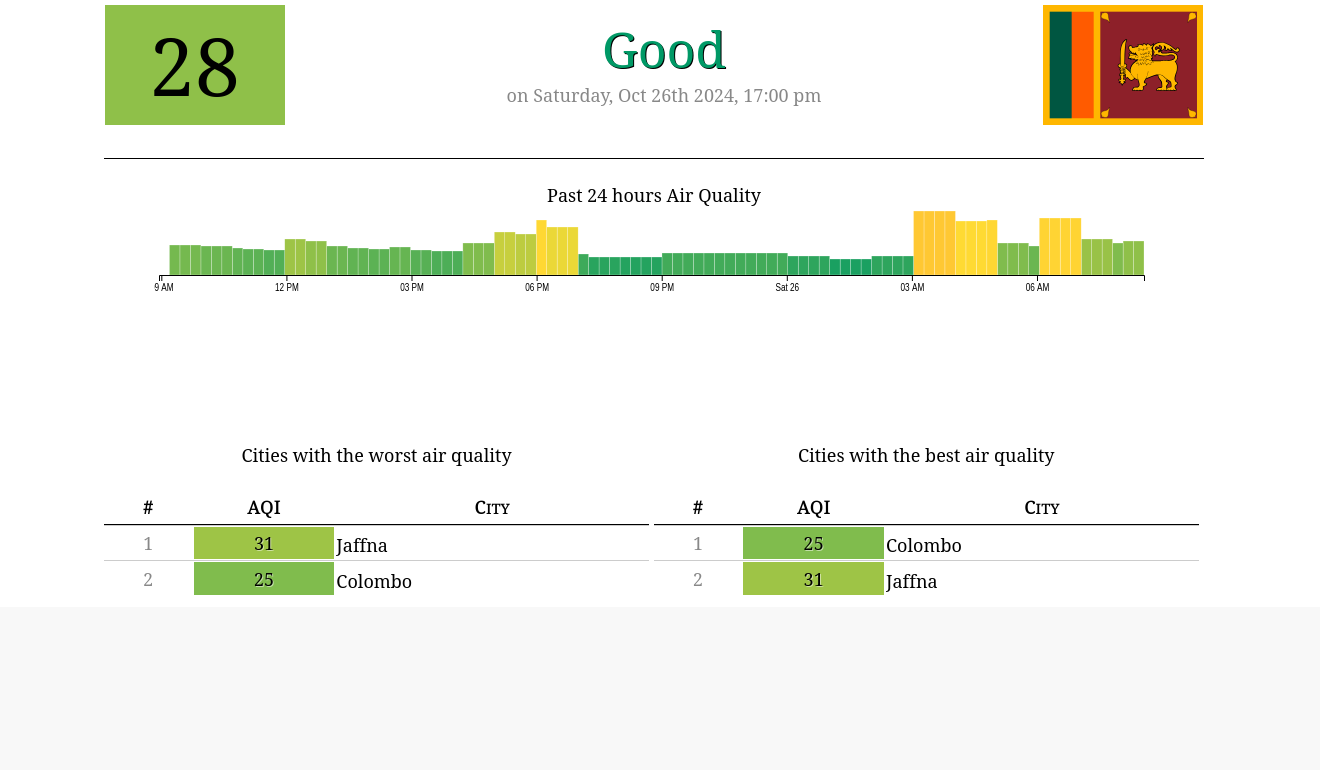 28
Good
on Saturday, Oct 26th 2024, 17:00 pm
Past 24 hours Air Quality
9 AM 12 PM 03 PM 06 PM 09 PM Sat 26 03 AM 06 AM
Cities with the worst air quality
# AQI City
1 31 Jaffna
2 25 Colombo
Cities with the best air quality
# AQI City
1 25 Colombo
2 31 Jaffna